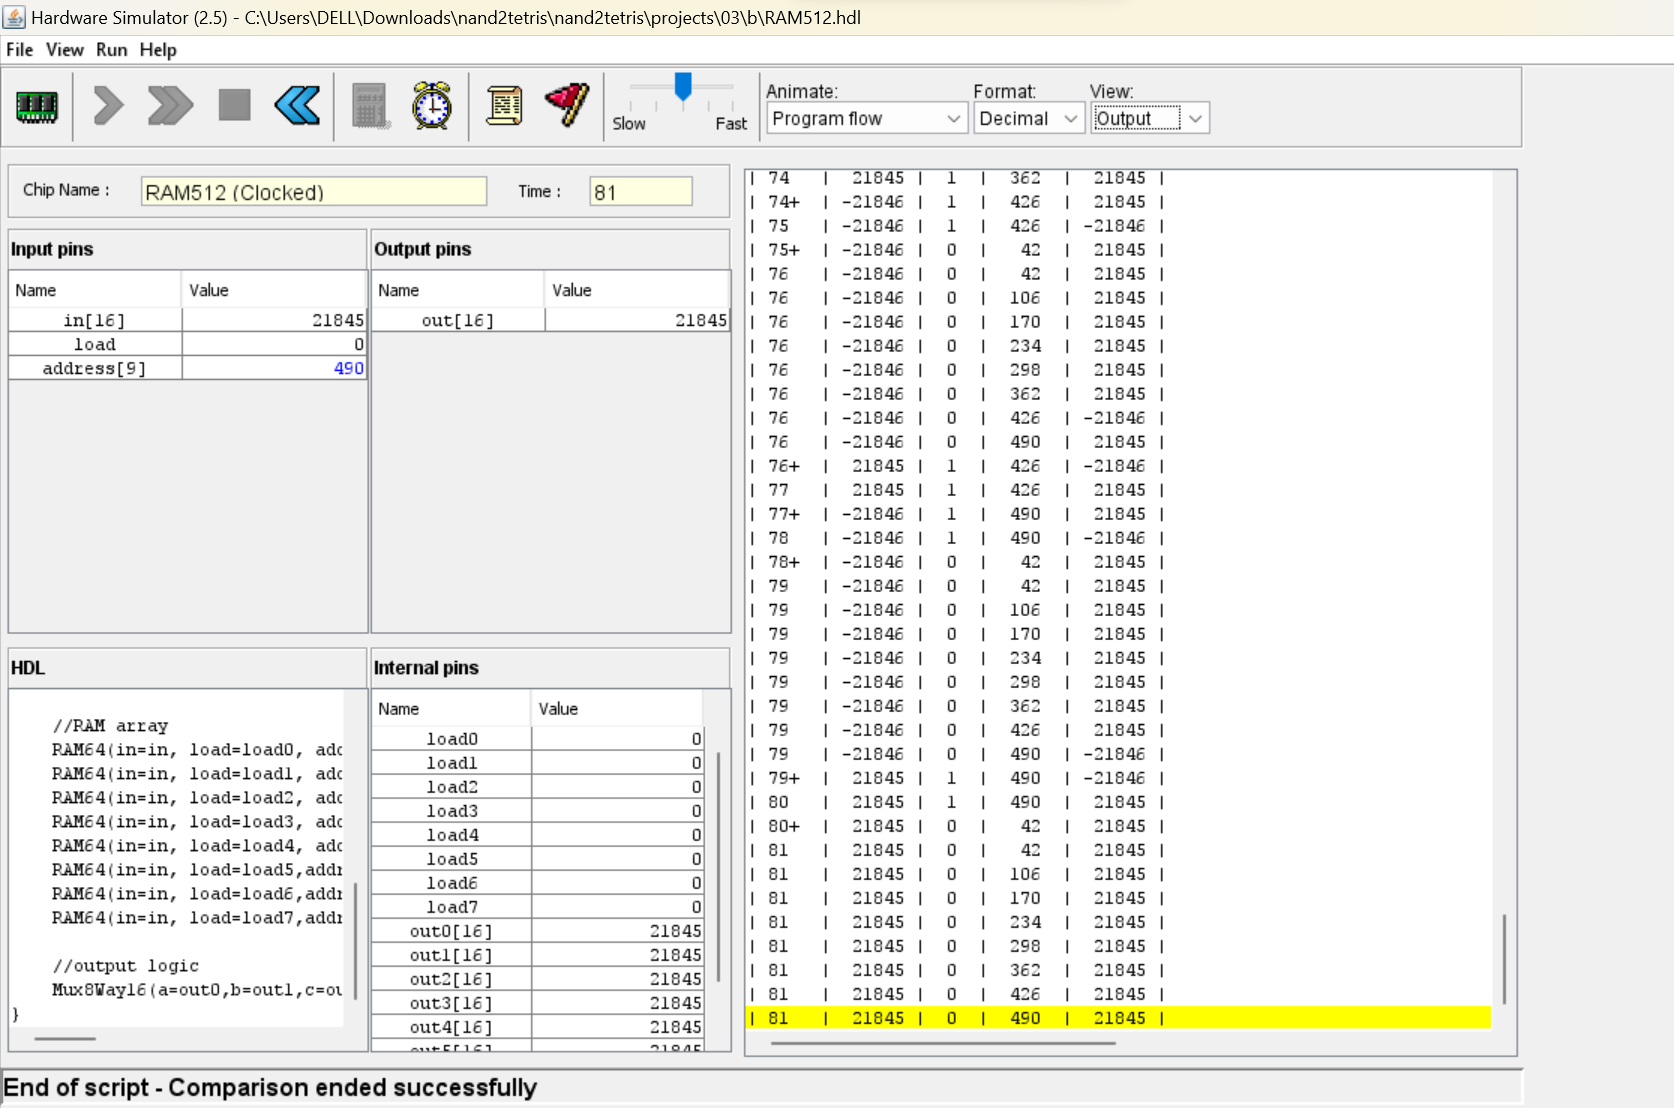 Hardware Simulator (2.5) - C:\Users\DELL\Downloads\nand2tetris\nand2tetris\projects\03\b\RAM512.hdl
File View Run Help
Slow Fast
Animate: Format: View:
Program flow Decimal Output
Chip Name : RAM512 (Clocked) Time : 81
Input pins
Name Value
in[16] 21845
load 0
address[9] 490
Output pins
Name Value
out[16] 21845
HDL
//RAM array
RAM64(in=in, load=load0, add
RAM64(in=in, load=load1, add
RAM64(in=in, load=load2, add
RAM64(in=in, load=load3, add
RAM64(in=in, load=load4, add
RAM64(in=in, load=load5,addr
RAM64(in=in, load=load6,addr
RAM64(in=in, load=load7,addr
//output logic
Mux8Way16(a=out0,b=out1,c=ou
}
Internal pins
Name Value
load0 0
load1 0
load2 0
load3 0
load4 0
load5 0
load6 0
load7 0
out0[16] 21845
out1[16] 21845
out2[16] 21845
out3[16] 21845
out4[16] 21845
out5[16] 21845
| 74 | 21845 | 1 | 362 | 21845 |
| 74+ | -21846 | 1 | 426 | 21845 |
| 75 | -21846 | 1 | 426 | -21846 |
| 75+ | -21846 | 0 | 42 | 21845 |
| 76 | -21846 | 0 | 42 | 21845 |
| 76 | -21846 | 0 | 106 | 21845 |
| 76 | -21846 | 0 | 170 | 21845 |
| 76 | -21846 | 0 | 234 | 21845 |
| 76 | -21846 | 0 | 298 | 21845 |
| 76 | -21846 | 0 | 362 | 21845 |
| 76 | -21846 | 0 | 426 | -21846 |
| 76 | -21846 | 0 | 490 | 21845 |
| 76+ | 21845 | 1 | 426 | -21846 |
| 77 | 21845 | 1 | 426 | 21845 |
| 77+ | -21846 | 1 | 490 | 21845 |
| 78 | -21846 | 1 | 490 | -21846 |
| 78+ | -21846 | 0 | 42 | 21845 |
| 79 | -21846 | 0 | 42 | 21845 |
| 79 | -21846 | 0 | 106 | 21845 |
| 79 | -21846 | 0 | 170 | 21845 |
| 79 | -21846 | 0 | 234 | 21845 |
| 79 | -21846 | 0 | 298 | 21845 |
| 79 | -21846 | 0 | 362 | 21845 |
| 79 | -21846 | 0 | 426 | 21845 |
| 79 | -21846 | 0 | 490 | -21846 |
| 79+ | 21845 | 1 | 490 | -21846 |
| 80 | 21845 | 1 | 490 | 21845 |
| 80+ | 21845 | 0 | 42 | 21845 |
| 81 | 21845 | 0 | 42 | 21845 |
| 81 | 21845 | 0 | 106 | 21845 |
| 81 | 21845 | 0 | 170 | 21845 |
| 81 | 21845 | 0 | 234 | 21845 |
| 81 | 21845 | 0 | 298 | 21845 |
| 81 | 21845 | 0 | 362 | 21845 |
| 81 | 21845 | 0 | 426 | 21845 |
| 81 | 21845 | 0 | 490 | 21845 |
End of script - Comparison ended successfully